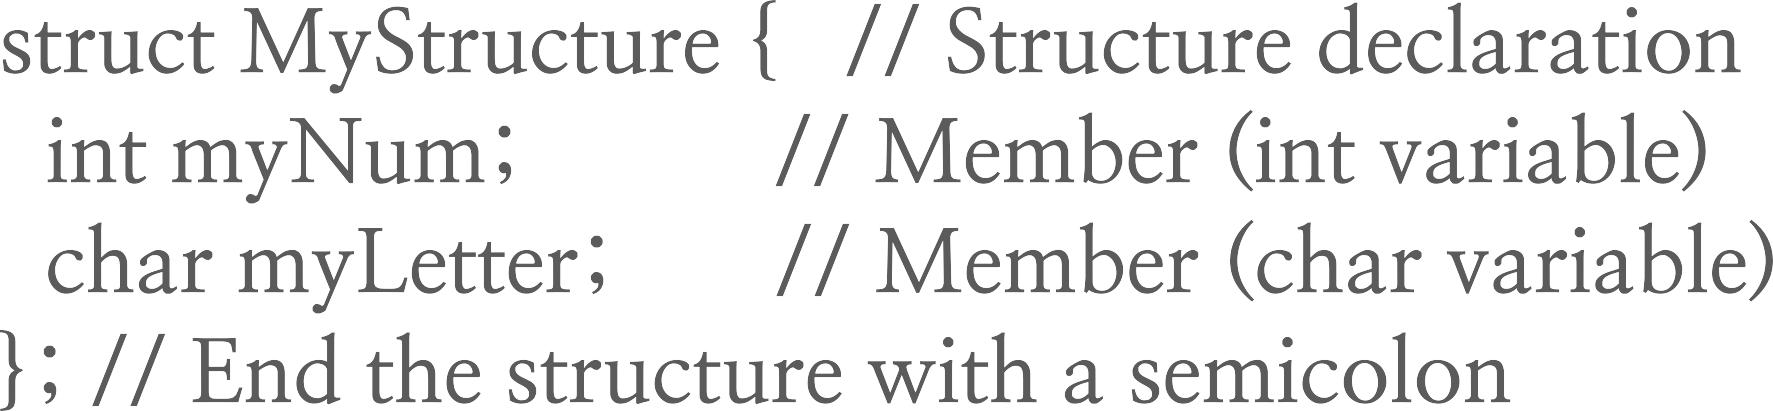 struct MyStructure {  // Structure declaration
  int myNum;          // Member (int variable)
  char myLetter;      // Member (char variable)
}; // End the structure with a semicolon